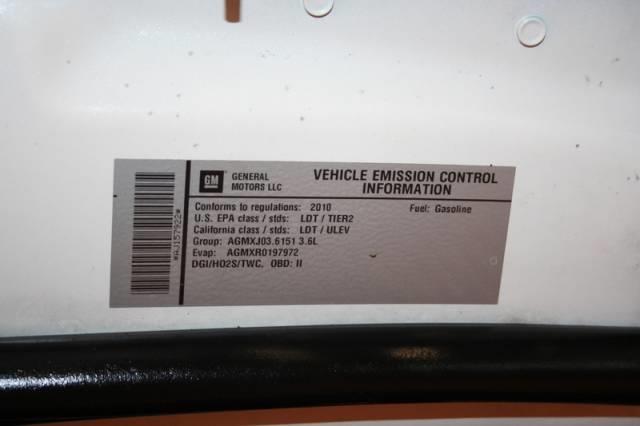 GM
GENERAL
MOTORS LLC
VEHICLE EMISSION CONTROL
INFORMATION
Conforms to regulations: 2010 Fuel: Gasoline
U.S. EPA class / stds: LDT / TIER2
California class / stds: LDT / ULEV
Group: AGMXJ03.6151 3.6L
Evap: AGMXR0197972
DGI/HO2S/TWC, OBD: II
*AJ157922*